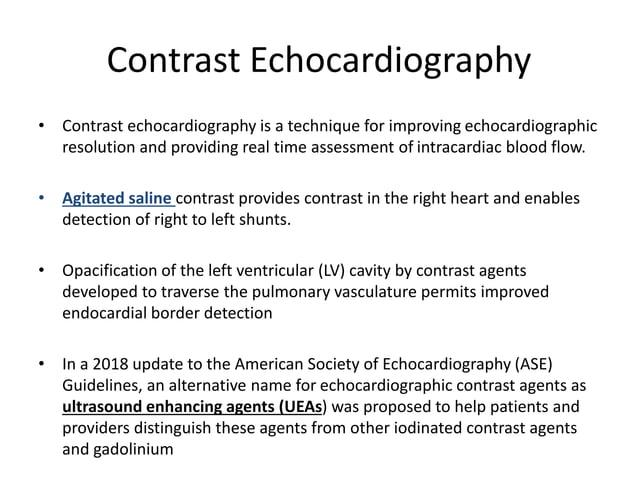 Contrast Echocardiography
• Contrast echocardiography is a technique for improving echocardiographic
resolution and providing real time assessment of intracardiac blood flow.
• Agitated saline contrast provides contrast in the right heart and enables
detection of right to left shunts.
• Opacification of the left ventricular (LV) cavity by contrast agents
developed to traverse the pulmonary vasculature permits improved
endocardial border detection
• In a 2018 update to the American Society of Echocardiography (ASE)
Guidelines, an alternative name for echocardiographic contrast agents as
ultrasound enhancing agents (UEAs) was proposed to help patients and
providers distinguish these agents from other iodinated contrast agents
and gadolinium